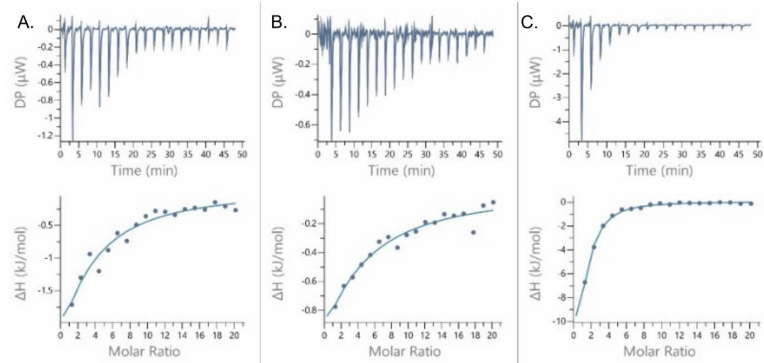 A.
0
-0.2
-0.4
-0.6
-0.8
-1
-1.2
DP (µW)
0 5 10 15 20 25 30 35 40 45 50
Time (min)
-0.5
-1
-1.5
ΔH (kJ/mol)
0 2 4 6 8 10 12 14 16 18 20
Molar Ratio
B.
0
-0.2
-0.4
-0.6
DP (µW)
0 5 10 15 20 25 30 35 40 45 50
Time (min)
-0.2
-0.4
-0.6
-0.8
ΔH (kJ/mol)
0 2 4 6 8 10 12 14 16 18 20
Molar Ratio
C.
0
-1
-2
-3
-4
DP (µW)
0 5 10 15 20 25 30 35 40 45 50
Time (min)
0
-2
-4
-6
-8
-10
ΔH (kJ/mol)
0 2 4 6 8 10 12 14 16 18 20
Molar Ratio